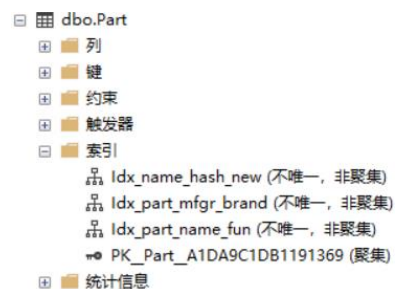 dbo.Part
列
键
约束
触发器
索引
Idx_name_hash_new (不唯一，非聚集)
Idx_part_mfgr_brand (不唯一，非聚集)
Idx_part_name_fun (不唯一，非聚集)
PK__Part__A1DA9C1DB1191369 (聚集)
统计信息